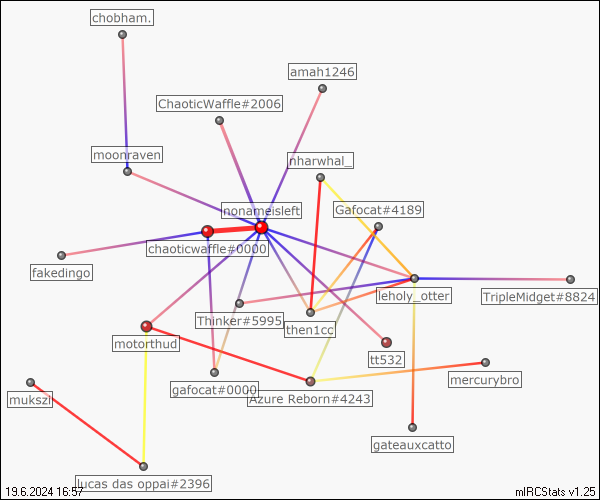 chobham.
amah1246
ChaoticWaffle#2006
moonraven
nharwhal_
nonameisleft
Gafocat#4189
chaoticwaffle#0000
fakedingo
leholy_otter
TripleMidget#8824
Thinker#5995
then1cc
motorthud
tt532
mercurybro
gafocat#0000
Azure Reborn#4243
mukszi
gateauxcatto
lucas das oppai#2396
19.6.2024 16:57
mIRCStats v1.25